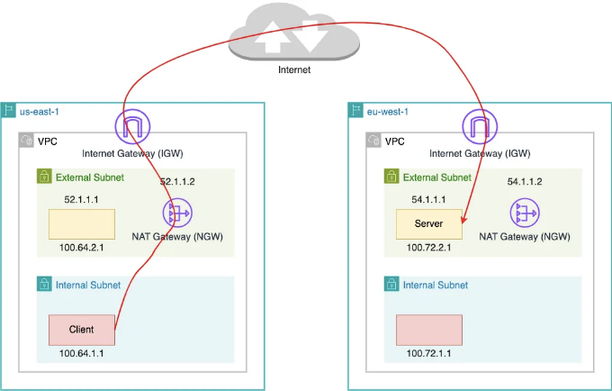 Internet
us-east-1
VPC
Internet Gateway (IGW)
External Subnet
52.1.1.1
52.1.1.2
NAT Gateway (NGW)
100.64.2.1
Internal Subnet
Client
100.64.1.1
eu-west-1
VPC
Internet Gateway (IGW)
External Subnet
54.1.1.1
54.1.1.2
Server
NAT Gateway (NGW)
100.72.2.1
Internal Subnet
100.72.1.1